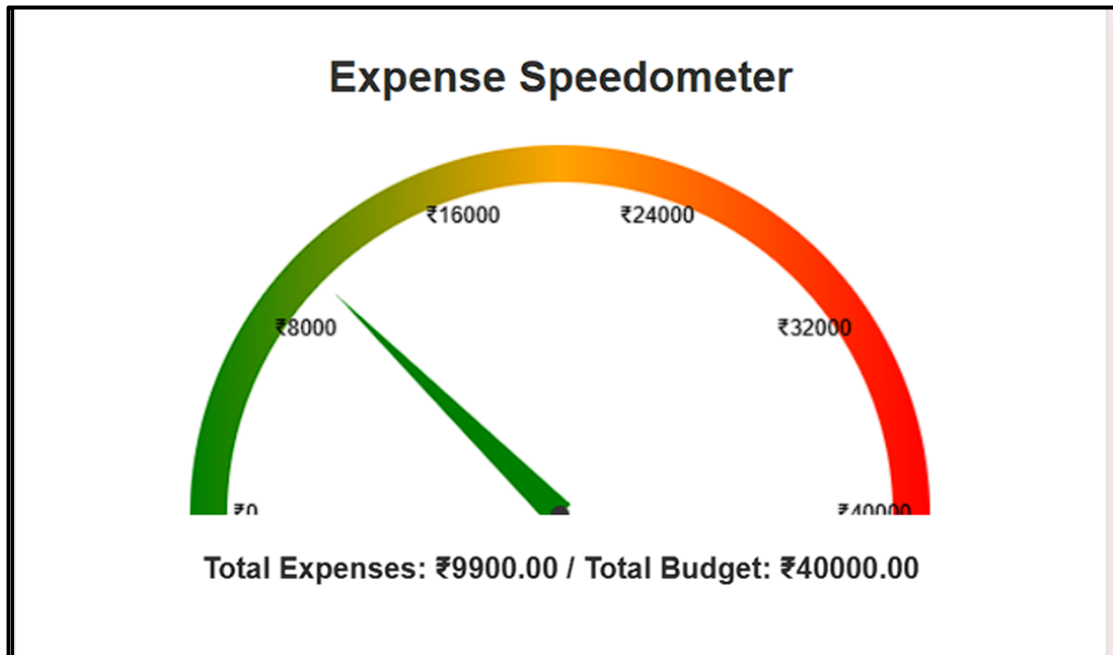 Expense Speedometer
₹16000 ₹24000
₹8000 ₹32000
₹0 ₹40000
Total Expenses: ₹9900.00 / Total Budget: ₹40000.00